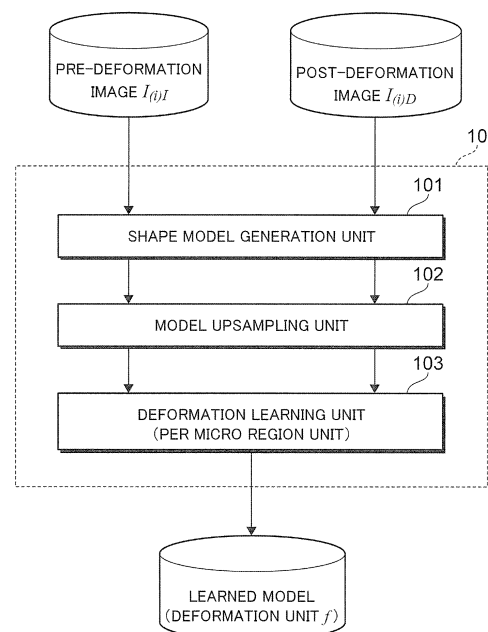 PRE-DEFORMATION
IMAGE I(i)I
POST-DEFORMATION
IMAGE I(i)D
10
101
SHAPE MODEL GENERATION UNIT
102
MODEL UPSAMPLING UNIT
103
DEFORMATION LEARNING UNIT
(PER MICRO REGION UNIT)
LEARNED MODEL
(DEFORMATION UNIT f)